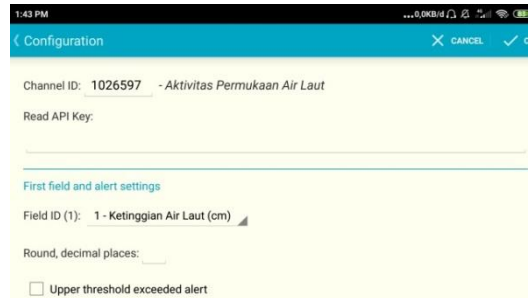 1:43 PM ...0,0KB/d
Configuration CANCEL
Channel ID: 1026597 - Aktivitas Permukaan Air Laut
Read API Key:
First field and alert settings
Field ID (1): 1 - Ketinggian Air Laut (cm)
Round, decimal places:
Upper threshold exceeded alert